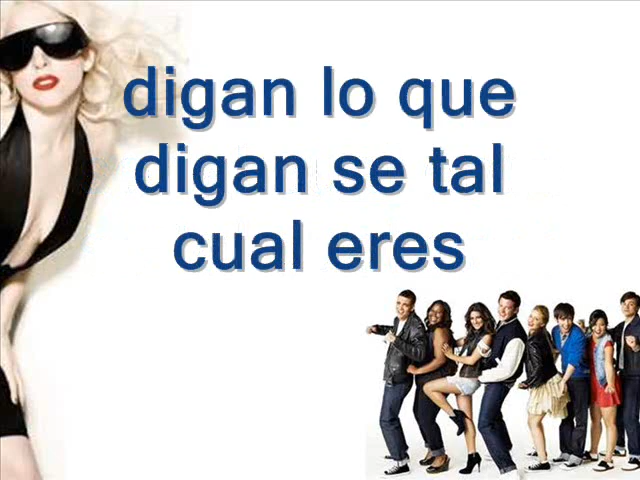 digan lo que
digan se tal
cual eres